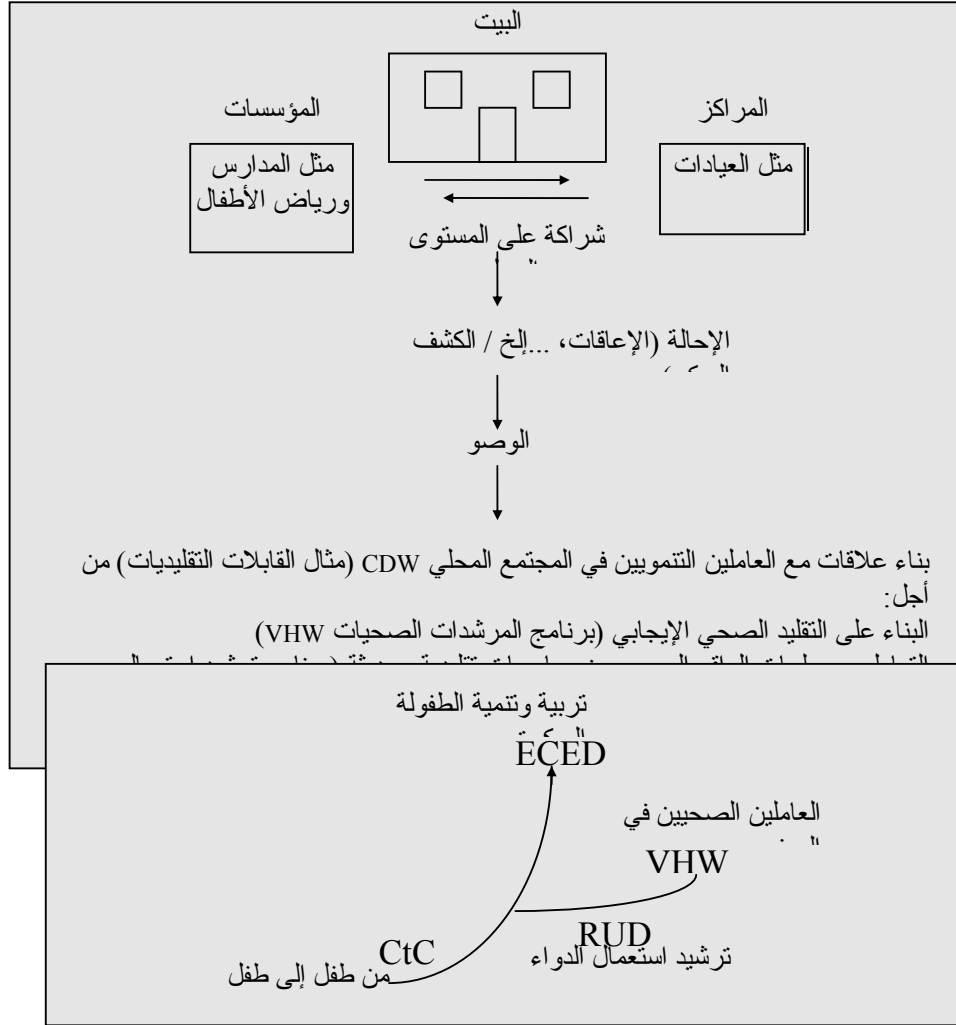 البيت
المؤسسات
المراكز
مثل المدارس
ورياض الأطفال
مثل العيادات
شراكة على المستوى
الإحالة (الإعاقات، ...إلخ / الكشف
الوصو
بناء علاقات مع العاملين التنمويين في المجتمع المحلي CDW (مثال القابلات التقليديات) من
أجل:
البناء على التقليد الصحي الإيجابي (برنامج المرشدات الصحيات VHW)
تربية وتنمية الطفولة
ECED
العاملين الصحيين في
VHW
RUD
ترشيد استعمال الدواء
CtC
من طفل إلى طفل